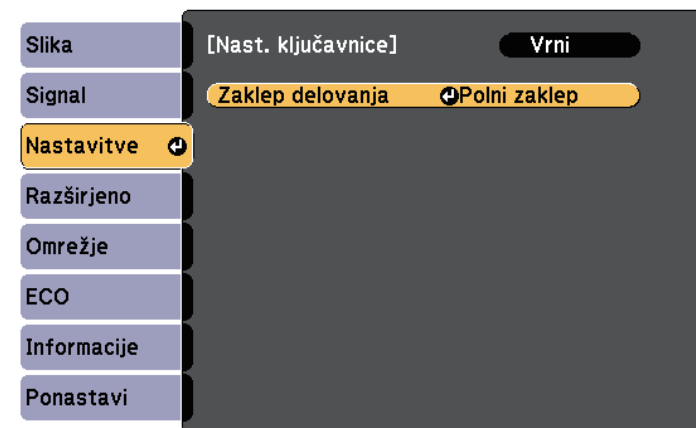 Slika
Signal
Nastavitve
Razširjeno
Omrežje
ECO
Informacije
Ponastavi
[Nast. ključavnice] Vrni
Zaklep delovanja Polni zaklep